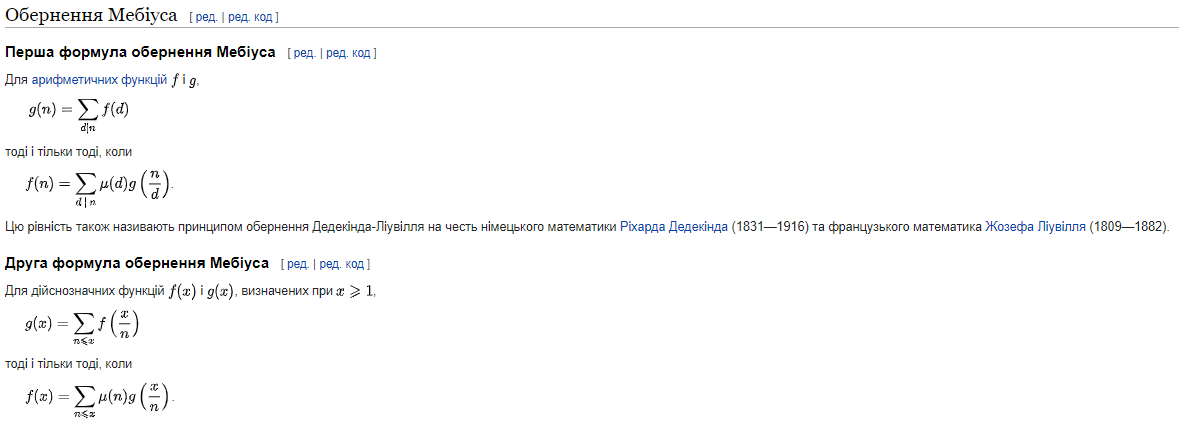 Обернення Мебіуса [ ред. | ред. код ]
Перша формула обернення Мебіуса [ ред. | ред. код ]
Для арифметичних функцій f і g,
g(n) = ∑_{d|n} f(d)
тоді і тільки тоді, коли
f(n) = ∑_{d|n} μ(d)g(n/d).
Цю рівність також називають принципом обернення Дедекінда-Ліувілля на честь німецького математики Ріхарда Дедекінда (1831—1916) та французького математика Жозефа Ліувілля (1809—1882).
Друга формула обернення Мебіуса [ ред. | ред. код ]
Для дійснозначних функцій f(x) і g(x), визначених при x ⩾ 1,
g(x) = ∑_{n⩽x} f(x/n)
тоді і тільки тоді, коли
f(x) = ∑_{n⩽x} μ(n)g(x/n).